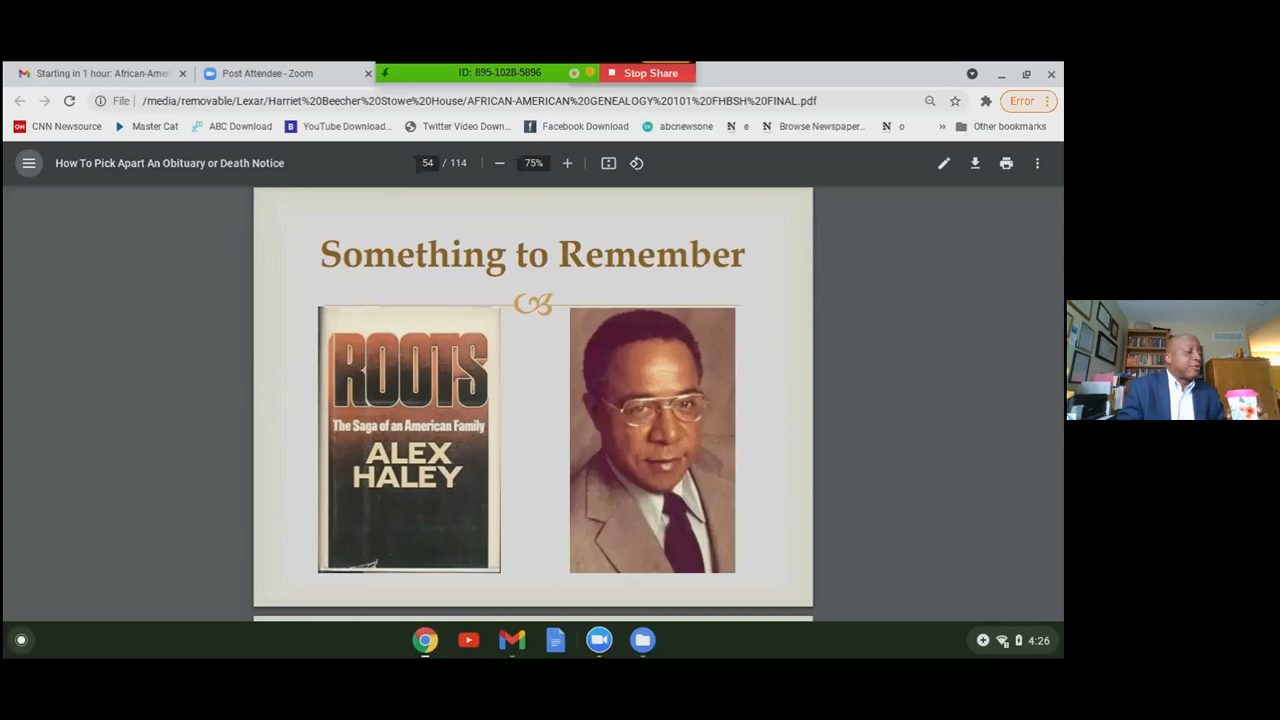 Starting in 1 hour: African-Amer
Post Attendee - Zoom
ID: 895-1028-5896
Stop Share
File
/media/removable/Lexar/Harriet%20Beecher%20Stowe%20House/AFRICAN-AMERICAN%20GENEALOGY%20101%20FHBSH%20FINAL.pdf
Error
CNN Newsource
Master Cat
ABC Download
YouTube Download...
Twitter Video Down...
Facebook Download
abcnewsone
N e
N Browse Newspaper...
N o
»
Other bookmarks
How To Pick Apart An Obituary or Death Notice
54 / 114
75%
Something to Remember
ROOTS
The Saga of an American Family
ALEX
HALEY
4:26